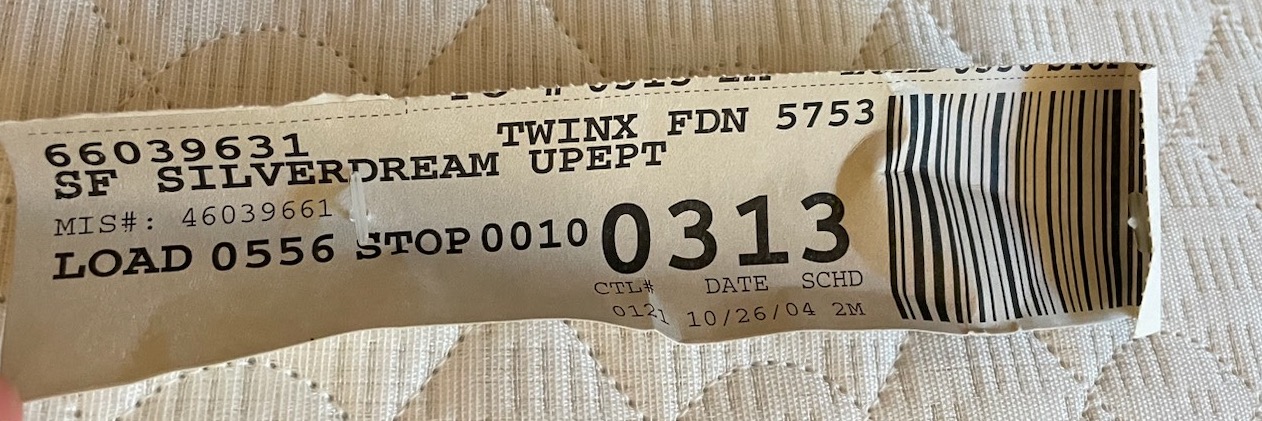 66039631 TWINX FDN 5753
SF SILVERDREAM UPEPT
MIS#: 46039661
LOAD 0556 STOP 0010 0313
CTL# DATE SCHD
0121 10/26/04 2M